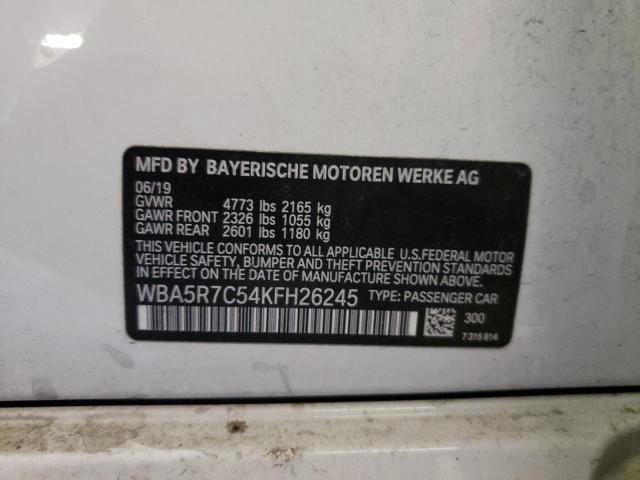 MFD BY BAYERISCHE MOTOREN WERKE AG
06/19
GVWR 4773 lbs 2165 kg
GAWR FRONT 2326 lbs 1055 kg
GAWR REAR 2601 lbs 1180 kg
THIS VEHICLE CONFORMS TO ALL APPLICABLE U.S.FEDERAL MOTOR
VEHICLE SAFETY, BUMPER AND THEFT PREVENTION STANDARDS
IN EFFECT ON THE DATE OF MANUFACTURE SHOWN ABOVE.
WBA5R7C54KFH26245 TYPE: PASSENGER CAR
300
7315814